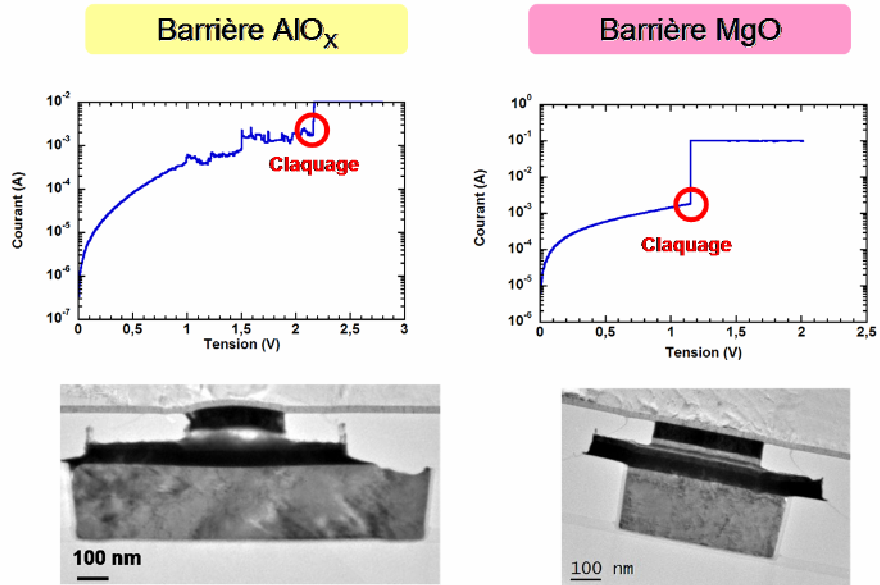 Barrière AlOx
Barrière MgO
10^-2
10^-3
10^-4
10^-5
10^-6
10^-7
Courant (A)
Claquage
0
0,5
1
1,5
2
2,5
3
Tension (V)
10^0
10^-1
10^-2
10^-3
10^-4
10^-5
10^-6
Courant (A)
Claquage
0
0,5
1
1,5
2
2,5
Tension (V)
100 nm
100 nm